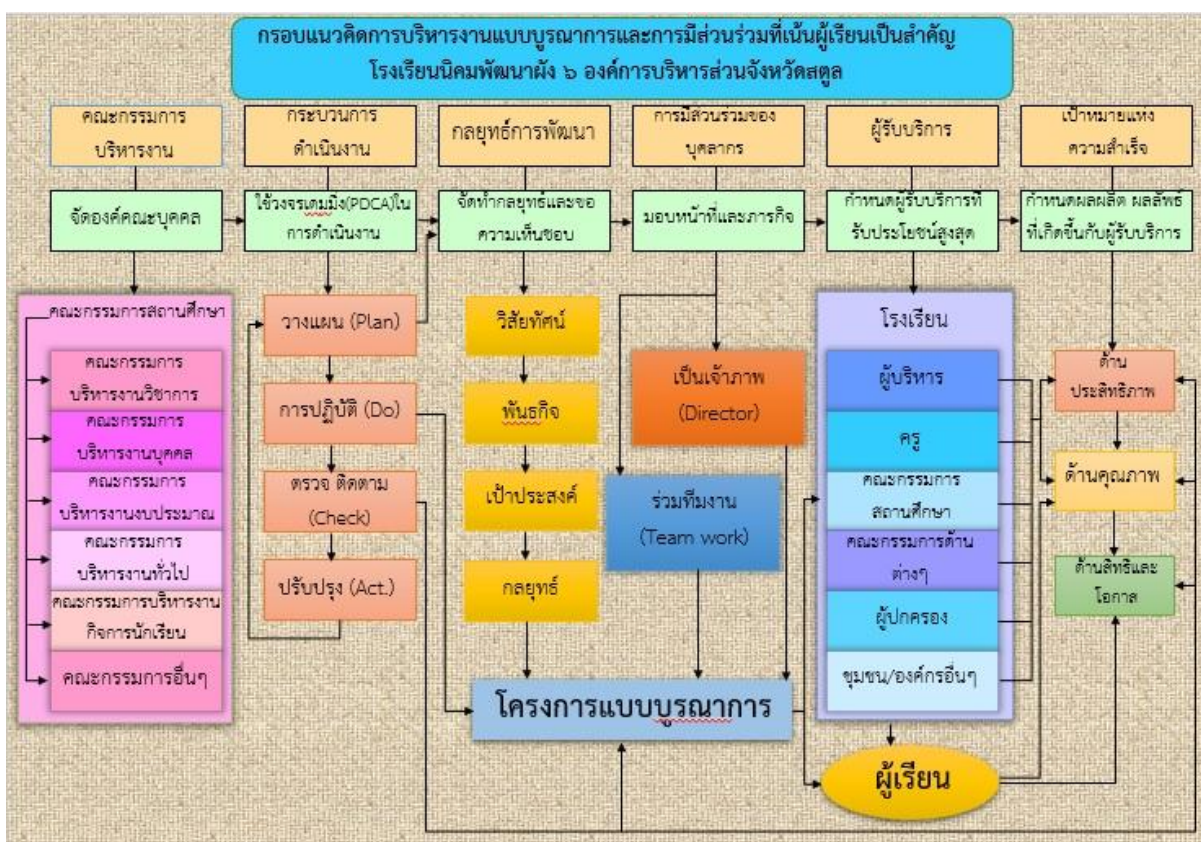 กรอบแนวคิดการบริหารงานแบบบูรณาการและการมีส่วนร่วมที่เน้นผู้เรียนเป็นสำคัญ
โรงเรียนนิคมพัฒนาผัง ๖ องค์การบริหารส่วนจังหวัดสตูล
คณะกรรมการ
บริหารงาน
กระบวนการ
ดำเนินงาน
กลยุทธ์การพัฒนา
การมีส่วนร่วมของ
บุคลากร
ผู้รับบริการ
เป้าหมายแห่ง
ความสำเร็จ
จัดองค์คณะบุคคล
ใช้วงจรเดมมิ่ง(PDCA)ใน
การดำเนินงาน
จัดทำกลยุทธ์และขอ
ความเห็นชอบ
มอบหน้าที่และภารกิจ
กำหนดผู้รับบริการที่
รับประโยชน์สูงสุด
กำหนดผลผลิต ผลลัพธ์
ที่เกิดขึ้นกับผู้รับบริการ
คณะกรรมการสถานศึกษา
คณะกรรมการ
บริหารงานวิชาการ
คณะกรรมการ
บริหารงานบุคคล
คณะกรรมการ
บริหารงานงบประมาณ
คณะกรรมการ
บริหารงานทั่วไป
คณะกรรมการบริหารงาน
กิจการนักเรียน
คณะกรรมการอื่นๆ
วางแผน (Plan)
การปฏิบัติ (Do)
ตรวจ ติดตาม
(Check)
ปรับปรุง (Act.)
วิสัยทัศน์
พันธกิจ
เป้าประสงค์
กลยุทธ์
เป็นเจ้าภาพ
(Director)
ร่วมทีมงาน
(Team work)
โครงการแบบบูรณาการ
โรงเรียน
ผู้บริหาร
ครู
คณะกรรมการ
สถานศึกษา
คณะกรรมการด้าน
ต่างๆ
ผู้ปกครอง
ชุมชน/องค์กรอื่นๆ
ผู้เรียน
ด้าน
ประสิทธิภาพ
ด้านคุณภาพ
ด้านสิทธิและ
โอกาส